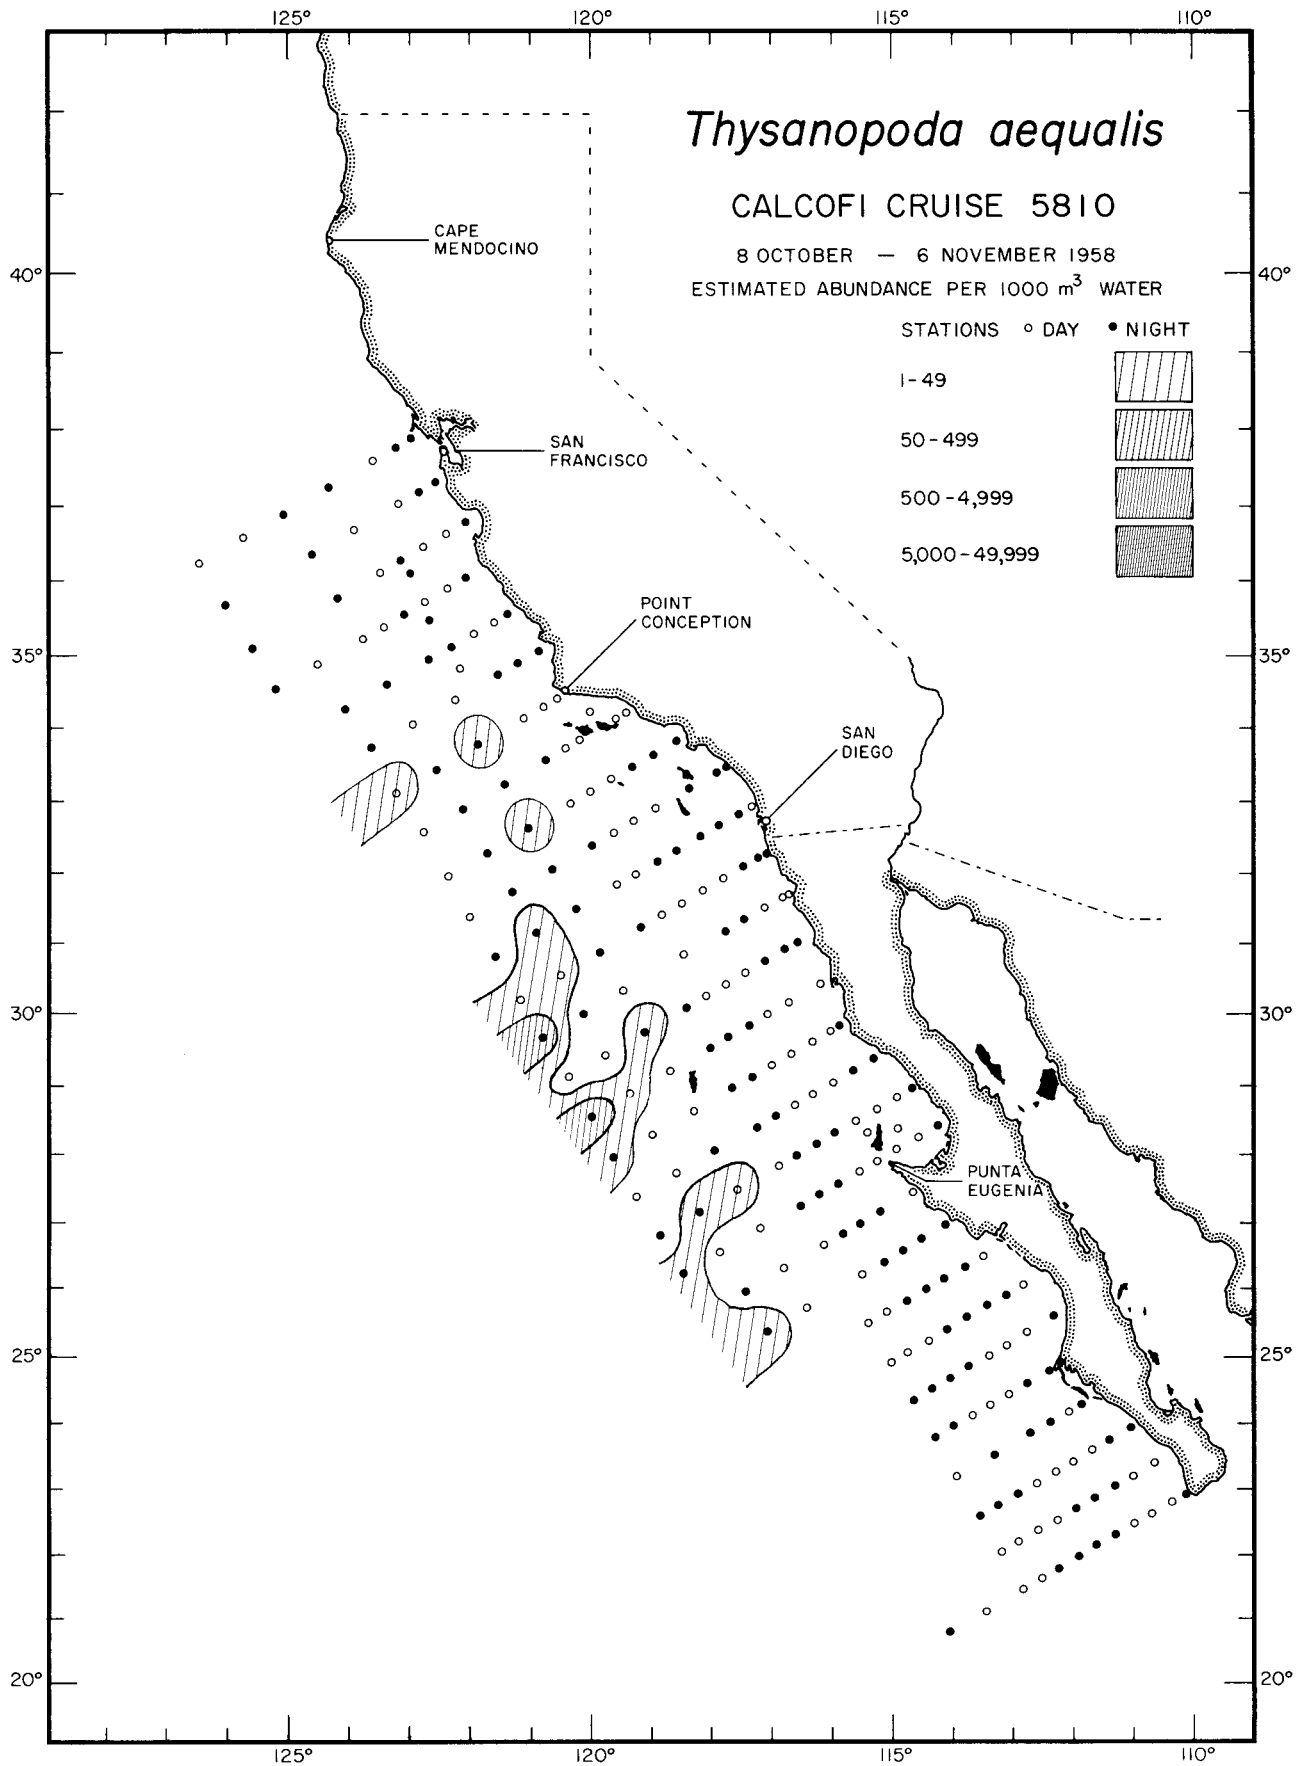 125°
120°
115°
110°
Thysanopoda aequalis
CALCOFI CRUISE 5810
8 OCTOBER — 6 NOVEMBER 1958
ESTIMATED ABUNDANCE PER 1000 m³ WATER
STATIONS ○ DAY ● NIGHT
1-49
50-499
500-4,999
5,000-49,999
CAPE
MENDOCINO
40°
40°
SAN
FRANCISCO
POINT
CONCEPTION
35°
35°
SAN
DIEGO
30°
30°
PUNTA
EUGENIA
25°
25°
20°
20°
125°
120°
115°
110°